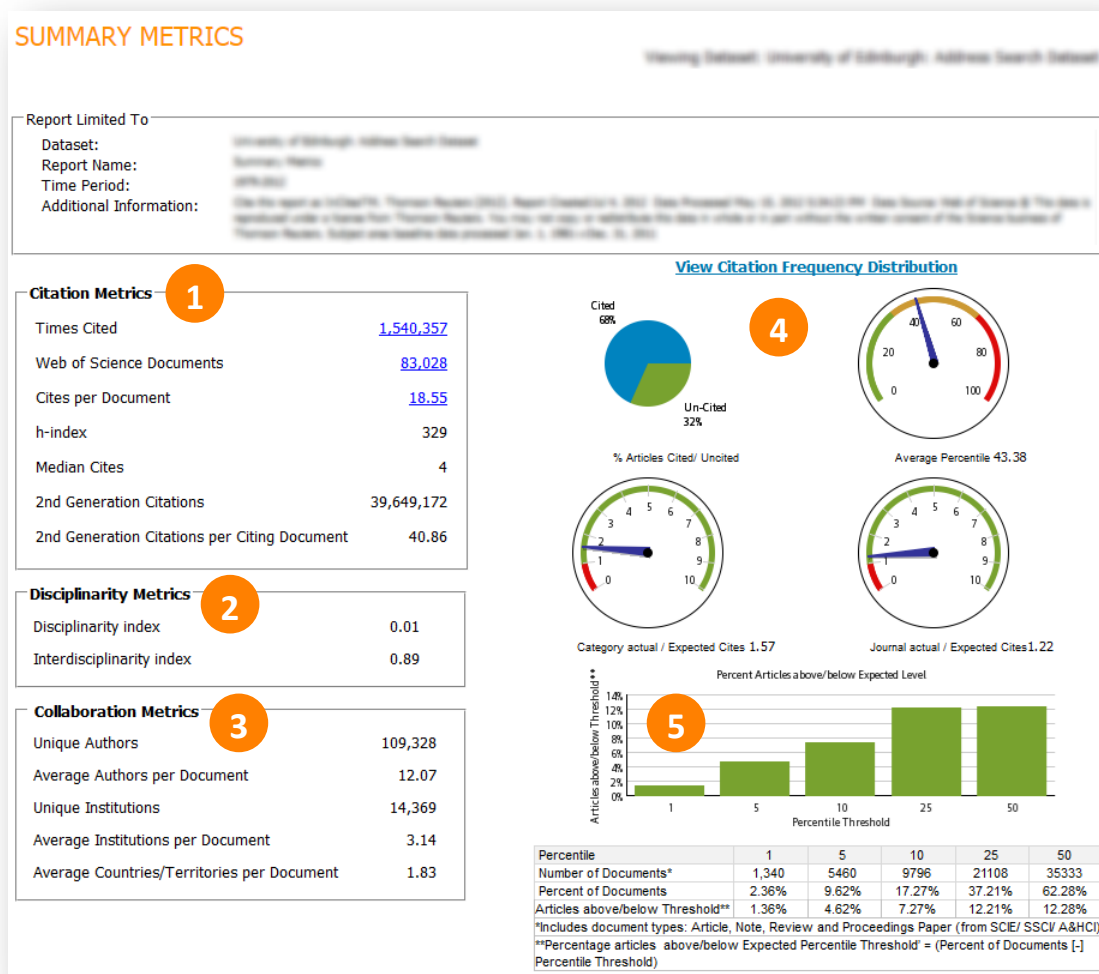 SUMMARY METRICS
Report Limited To
Dataset:
Report Name:
Time Period:
Additional Information:
View Citation Frequency Distribution
Citation Metrics 1
Times Cited 1,540,357
Web of Science Documents 83,028
Cites per Document 18.55
h-index 329
Median Cites 4
2nd Generation Citations 39,649,172
2nd Generation Citations per Citing Document 40.86
Disciplinarity Metrics 2
Disciplinarity index 0.01
Interdisciplinarity index 0.89
Collaboration Metrics 3
Unique Authors 109,328
Average Authors per Document 12.07
Unique Institutions 14,369
Average Institutions per Document 3.14
Average Countries/Territories per Document 1.83
4
Cited
68%
Un-Cited
32%
% Articles Cited/ Uncited
0 20 40 60 80 100
Average Percentile 43.38
0 1 2 3 4 5 6 7 8 9 10
Category actual / Expected Cites 1.57
0 1 2 3 4 5 6 7 8 9 10
Journal actual / Expected Cites1.22
Percent Articles above/below Expected Level
5
Articles above/below Threshold**
14%
12%
10%
8%
6%
4%
2%
0%
1 5 10 25 50
Percentile Threshold
Percentile 1 5 10 25 50
Number of Documents* 1,340 5460 9796 21108 35333
Percent of Documents 2.36% 9.62% 17.27% 37.21% 62.28%
Articles above/below Threshold** 1.36% 4.62% 7.27% 12.21% 12.28%
*Includes document types: Article, Note, Review and Proceedings Paper (from SCIE/ SSCI/ A&HCI)
**Percentage articles above/below Expected Percentile Threshold' = (Percent of Documents [-]
Percentile Threshold)